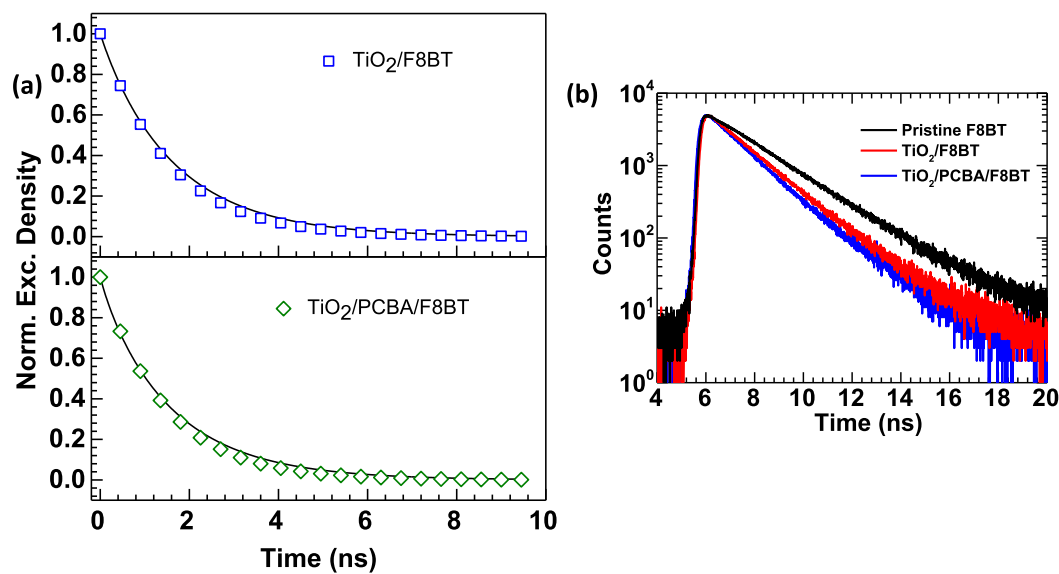 (a)
Norm. Exc. Density
1.0
0.8
0.6
0.4
0.2
0.0
TiO2/F8BT
1.0
0.8
0.6
0.4
0.2
0.0
TiO2/PCBA/F8BT
0 2 4 6 8 10
Time (ns)
(b)
Counts
10^4
10^3
10^2
10^1
10^0
Pristine F8BT
TiO2/F8BT
TiO2/PCBA/F8BT
4 6 8 10 12 14 16 18 20
Time (ns)